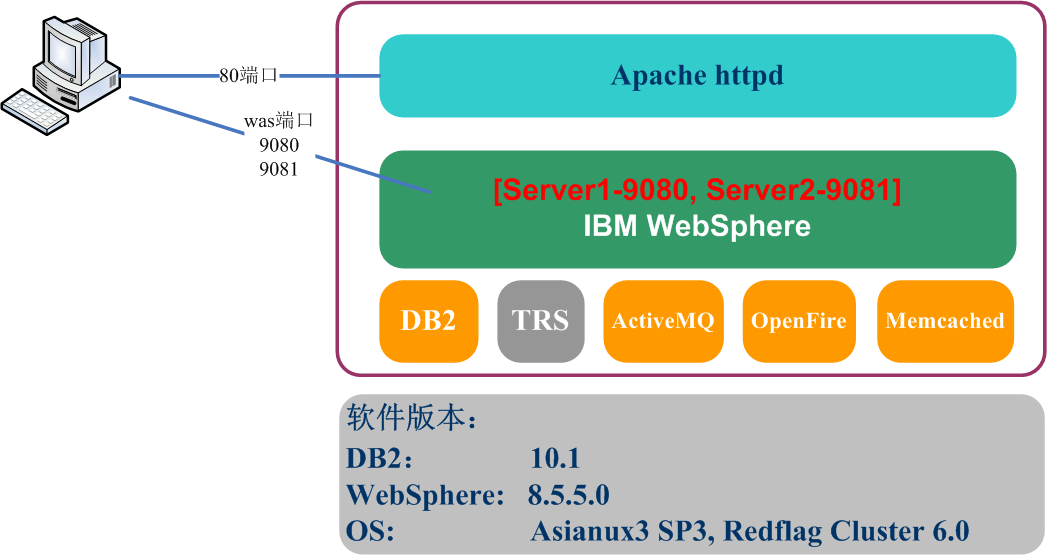 80端口
Apache httpd
was端口
9080
9081
[Server1-9080, Server2-9081]
IBM WebSphere
DB2
TRS
ActiveMQ
OpenFire
Memcached
软件版本：
DB2： 10.1
WebSphere: 8.5.5.0
OS: Asianux3 SP3, Redflag Cluster 6.0